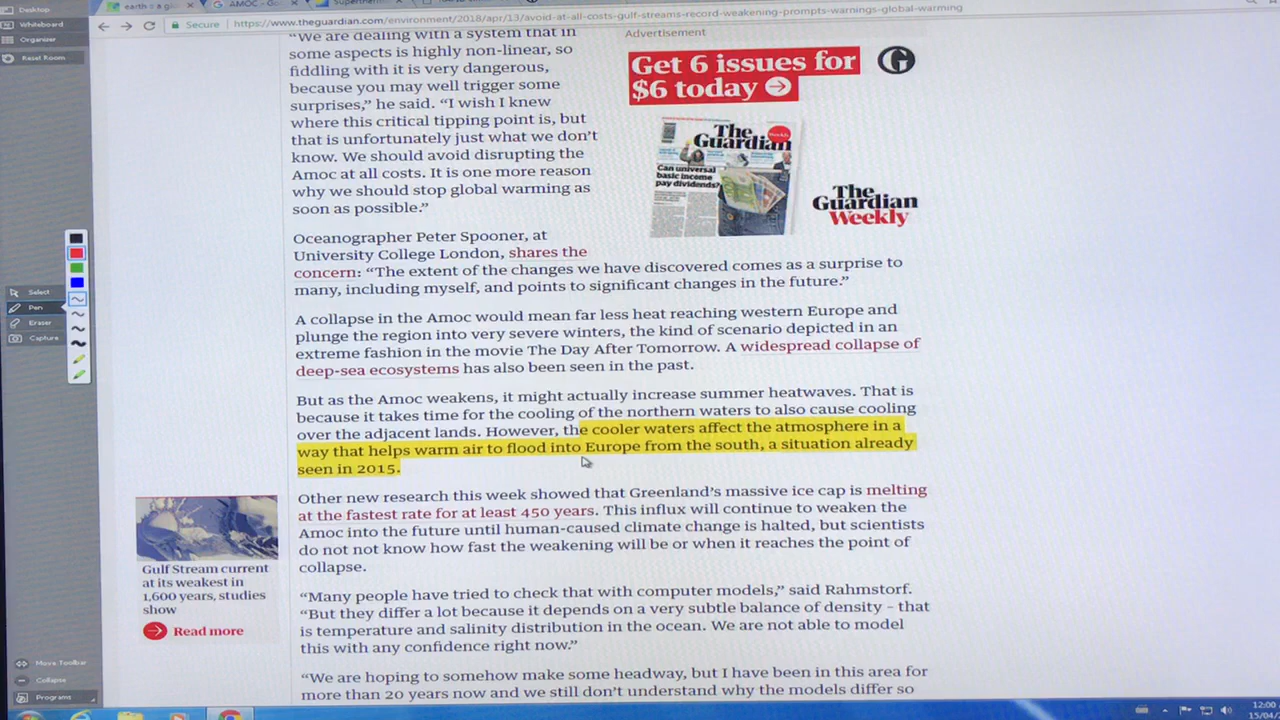 Desktop
Whiteboard
Organizer
Reset Room
Select
Pen
Eraser
Capture
Move Toolbar
Collapse
Programs
earth :: a gl
AMOC - Go
Secure
https://www.theguardian.com/environment/2018/apr/13/avoid-at-all-costs-gulf-streams-record-weakening-prompts-warnings-global-warming
“We are dealing with a system that in
some aspects is highly non-linear, so
fiddling with it is very dangerous,
because you may well trigger some
surprises,” he said. “I wish I knew
where this critical tipping point is, but
that is unfortunately just what we don’t
know. We should avoid disrupting the
Amoc at all costs. It is one more reason
why we should stop global warming as
soon as possible.”
Advertisement
Get 6 issues for
$6 today
The
Guardian
Weekly
Can universal
basic income
pay dividends?
The
Guardian
Weekly
Oceanographer Peter Spooner, at
University College London, shares the
concern: “The extent of the changes we have discovered comes as a surprise to
many, including myself, and points to significant changes in the future.”
A collapse in the Amoc would mean far less heat reaching western Europe and
plunge the region into very severe winters, the kind of scenario depicted in an
extreme fashion in the movie The Day After Tomorrow. A widespread collapse of
deep-sea ecosystems has also been seen in the past.
But as the Amoc weakens, it might actually increase summer heatwaves. That is
because it takes time for the cooling of the northern waters to also cause cooling
over the adjacent lands. However, the cooler waters affect the atmosphere in a
way that helps warm air to flood into Europe from the south, a situation already
seen in 2015.
Other new research this week showed that Greenland’s massive ice cap is melting
at the fastest rate for at least 450 years. This influx will continue to weaken the
Amoc into the future until human-caused climate change is halted, but scientists
do not not know how fast the weakening will be or when it reaches the point of
collapse.
Gulf Stream current
at its weakest in
1,600 years, studies
show
Read more
“Many people have tried to check that with computer models,” said Rahmstorf.
“But they differ a lot because it depends on a very subtle balance of density – that
is temperature and salinity distribution in the ocean. We are not able to model
this with any confidence right now.”
“We are hoping to somehow make some headway, but I have been in this area for
more than 20 years now and we still don’t understand why the models differ so
12:00
15/04/